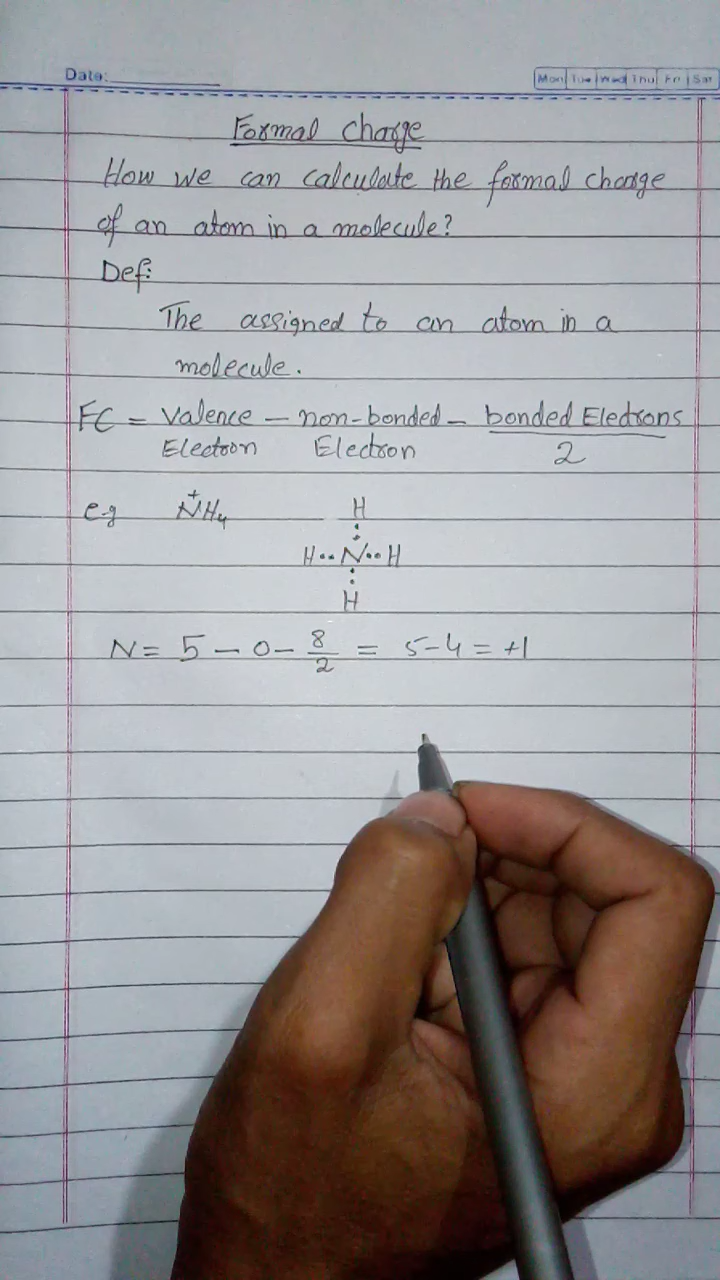 Date:
Mon Tue Wed Thu Fri Sat
Formal Charge
How we can calculate the formal charge
of an atom in a molecule?
Def:
The assigned to an atom in a
molecule.
FC = Valence Electron - non-bonded Electron - bonded Electrons / 2
e.g N⁺H₄
H
H··N··H
H
N = 5 - 0 - 8/2 = 5-4 = +1